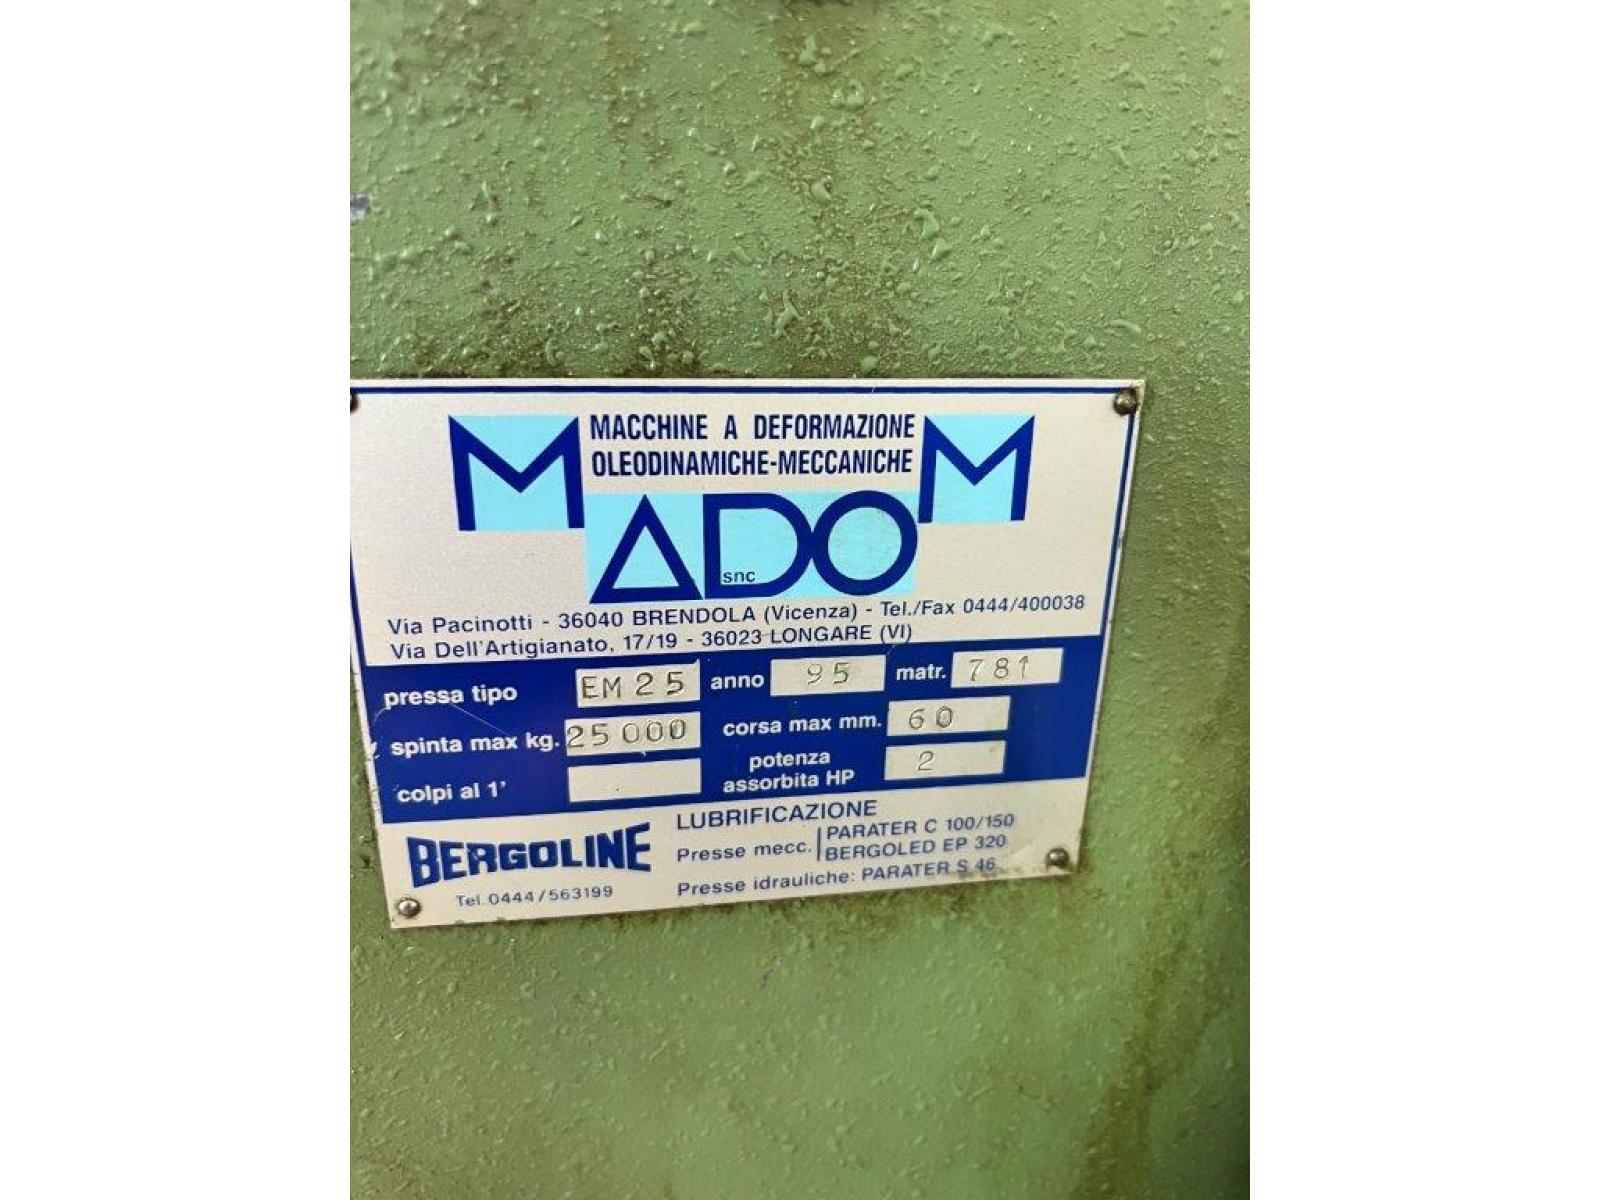 MACCHINE A DEFORMAZIONE
OLEODINAMICHE-MECCANICHE
MADOM
snc
Via Pacinotti - 36040 BRENDOLA (Vicenza) - Tel./Fax 0444/400038
Via Dell'Artigianato, 17/19 - 36023 LONGARE (VI)
pressa tipo EM 25 anno 95 matr. 781
spinta max kg. 25000 corsa max mm. 60
colpi al 1' potenza assorbita HP 2
BERGOLINE
Tel. 0444/563199
LUBRIFICAZIONE
Presse mecc. PARATER C 100/150
BERGOLED EP 320
Presse idrauliche: PARATER S 46